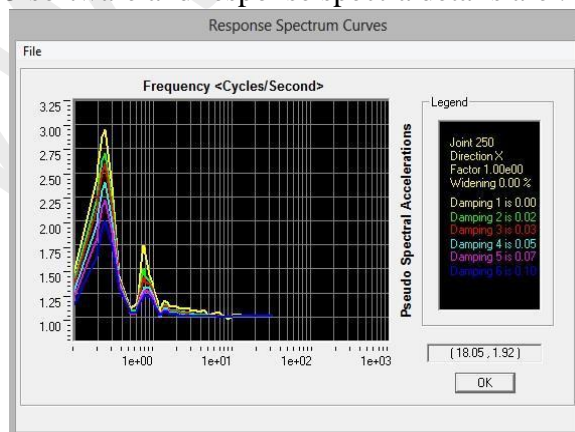 Response Spectrum Curves
File
Frequency <Cycles/Second>
3.25
3.00
2.75
2.50
2.25
2.00
1.75
1.50
1.25
1.00
1e+00
1e+01
1e+02
1e+03
Pseudo Spectral Accelerations
Legend
Joint 250
Direction X
Factor 1.00e00
Widening 0.00 %
Damping 1 is 0.00
Damping 2 is 0.02
Damping 3 is 0.03
Damping 4 is 0.05
Damping 5 is 0.07
Damping 6 is 0.10
(18.05 , 1.92 )
OK